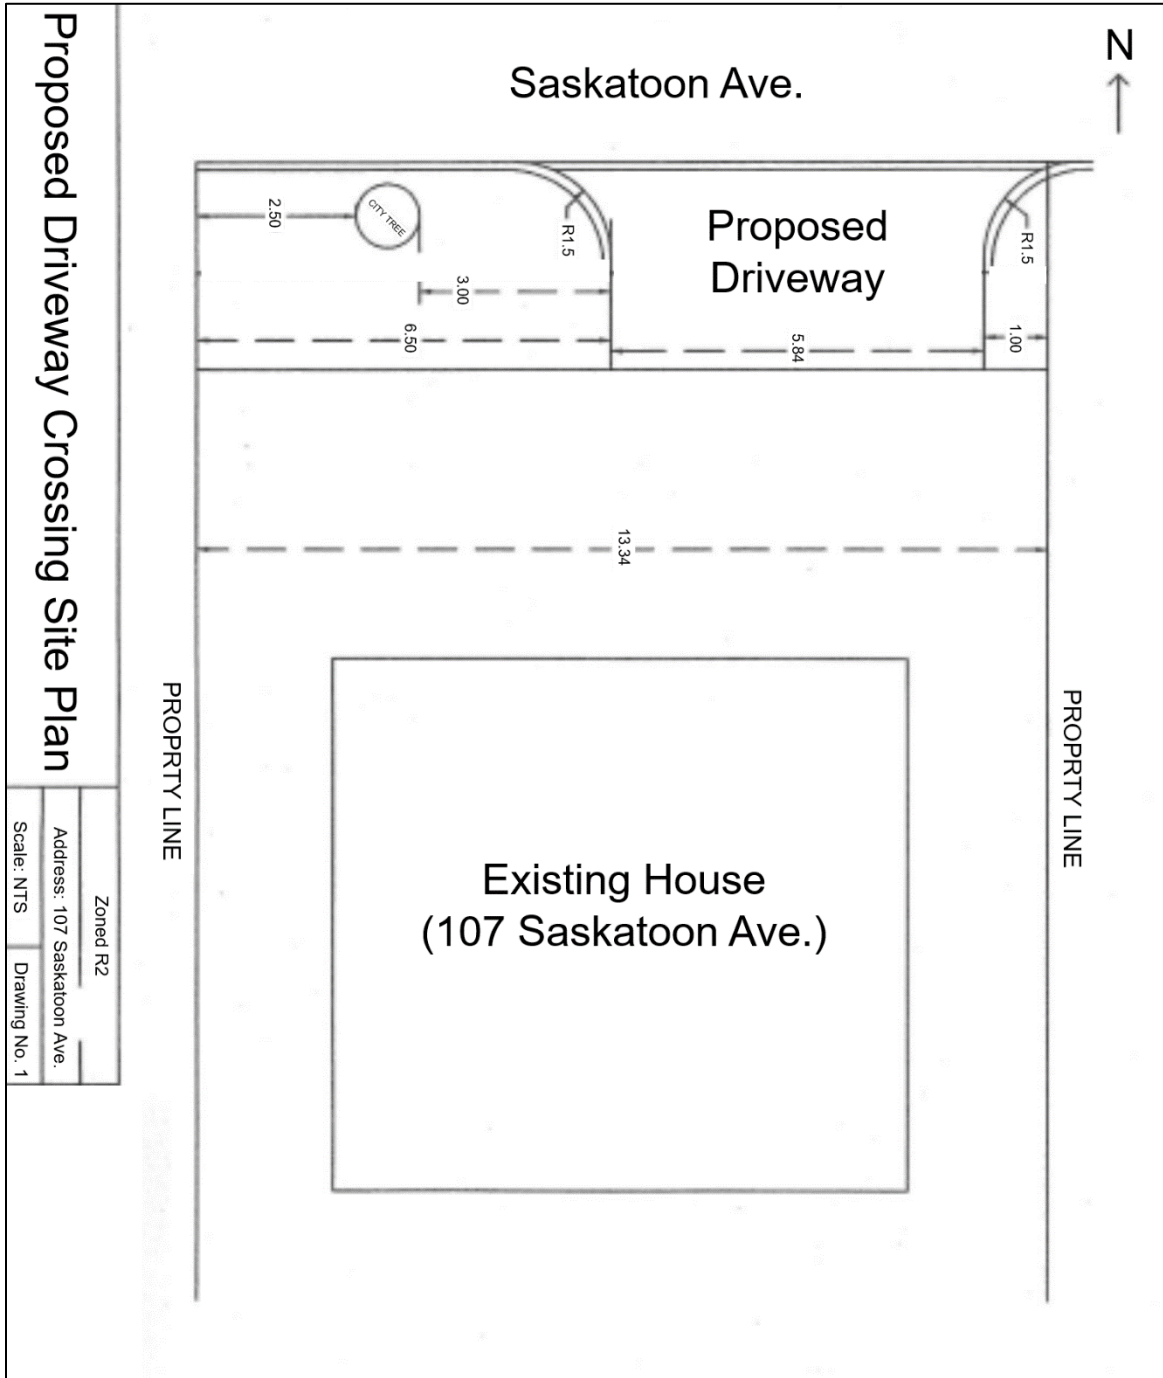 Proposed Driveway Crossing Site Plan
N
Saskatoon Ave.
2.50
CITY TREE
R1.5
Proposed
Driveway
R1.5
3.00
6.50
5.84
1.00
13.34
PROPRTY LINE
PROPRTY LINE
Existing House
(107 Saskatoon Ave.)
Zoned R2
Address: 107 Saskatoon Ave.
Scale: NTS
Drawing No. 1